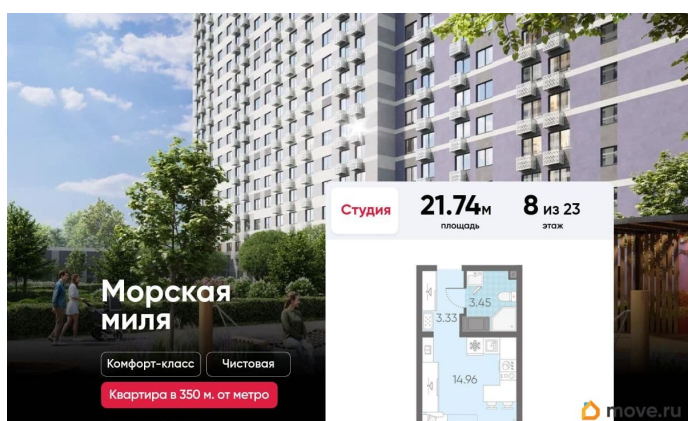 Студия
21.74м
площадь
8 из 23
этаж
Морская
миля
Комфорт-класс
Чистовая
Квартира в 350 м. от метро
3.45
3.33
14.96
move.ru